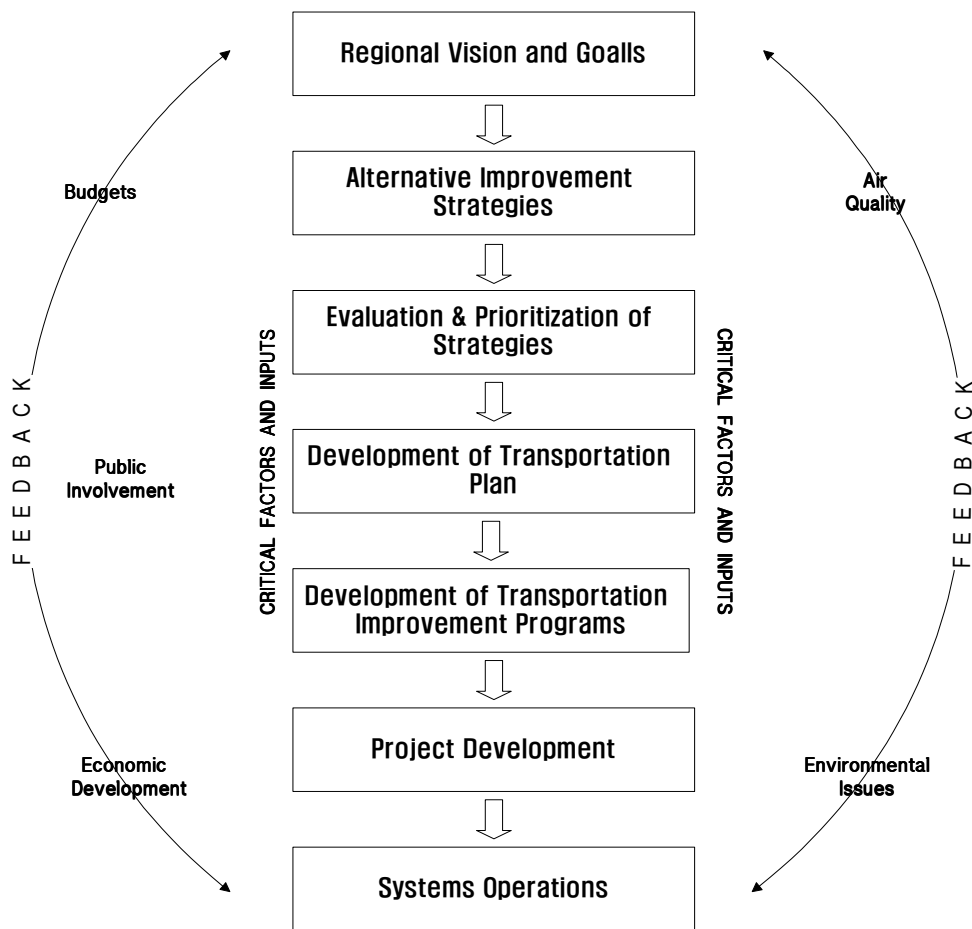 Regional Vision and Goalls
Budgets
Alternative Improvement
Strategies
Air
Quality
Evaluation & Prioritization of
Strategies
CRITICAL FACTORS AND INPUTS
CRITICAL FACTORS AND INPUTS
FEEDBACK
Public
Involvement
Development of Transportation
Plan
FEEDBACK
Development of Transportation
Improvement Programs
Economic
Development
Project Development
Environmental
Issues
Systems Operations